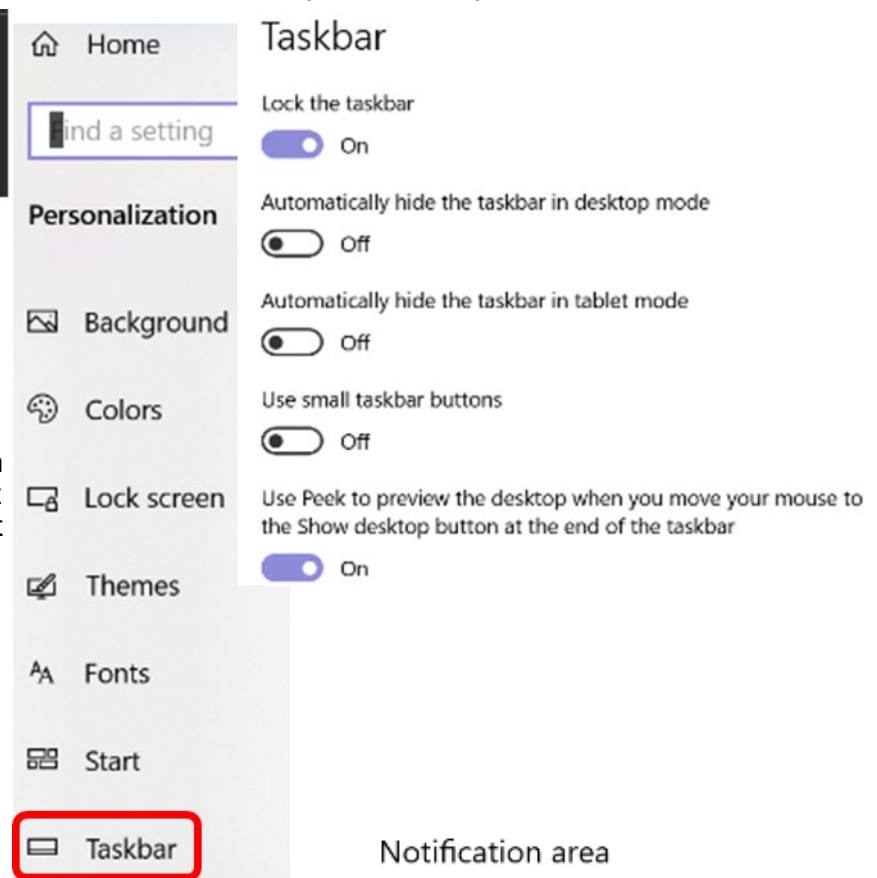 Home
Find a setting
Personalization
Background
Colors
Lock screen
Themes
Fonts
Start
Taskbar
Taskbar
Lock the taskbar
On
Automatically hide the taskbar in desktop mode
Off
Automatically hide the taskbar in tablet mode
Off
Use small taskbar buttons
Off
Use Peek to preview the desktop when you move your mouse to
the Show desktop button at the end of the taskbar
On
Notification area